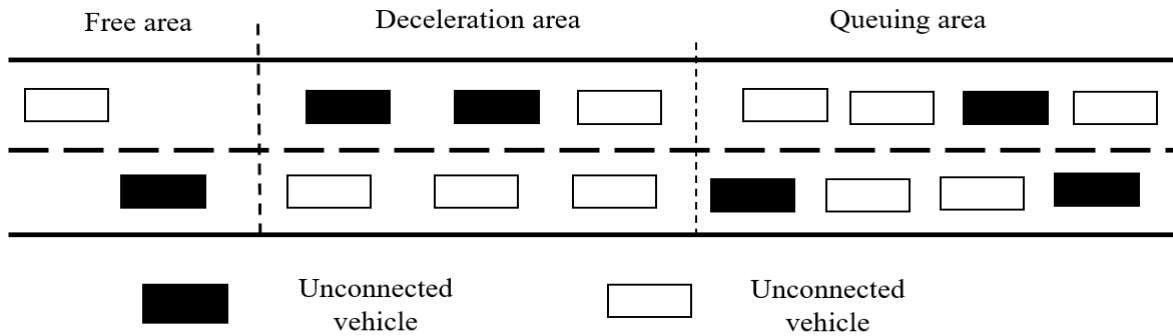 Free area
Deceleration area
Queuing area
Unconnected
vehicle
Unconnected
vehicle